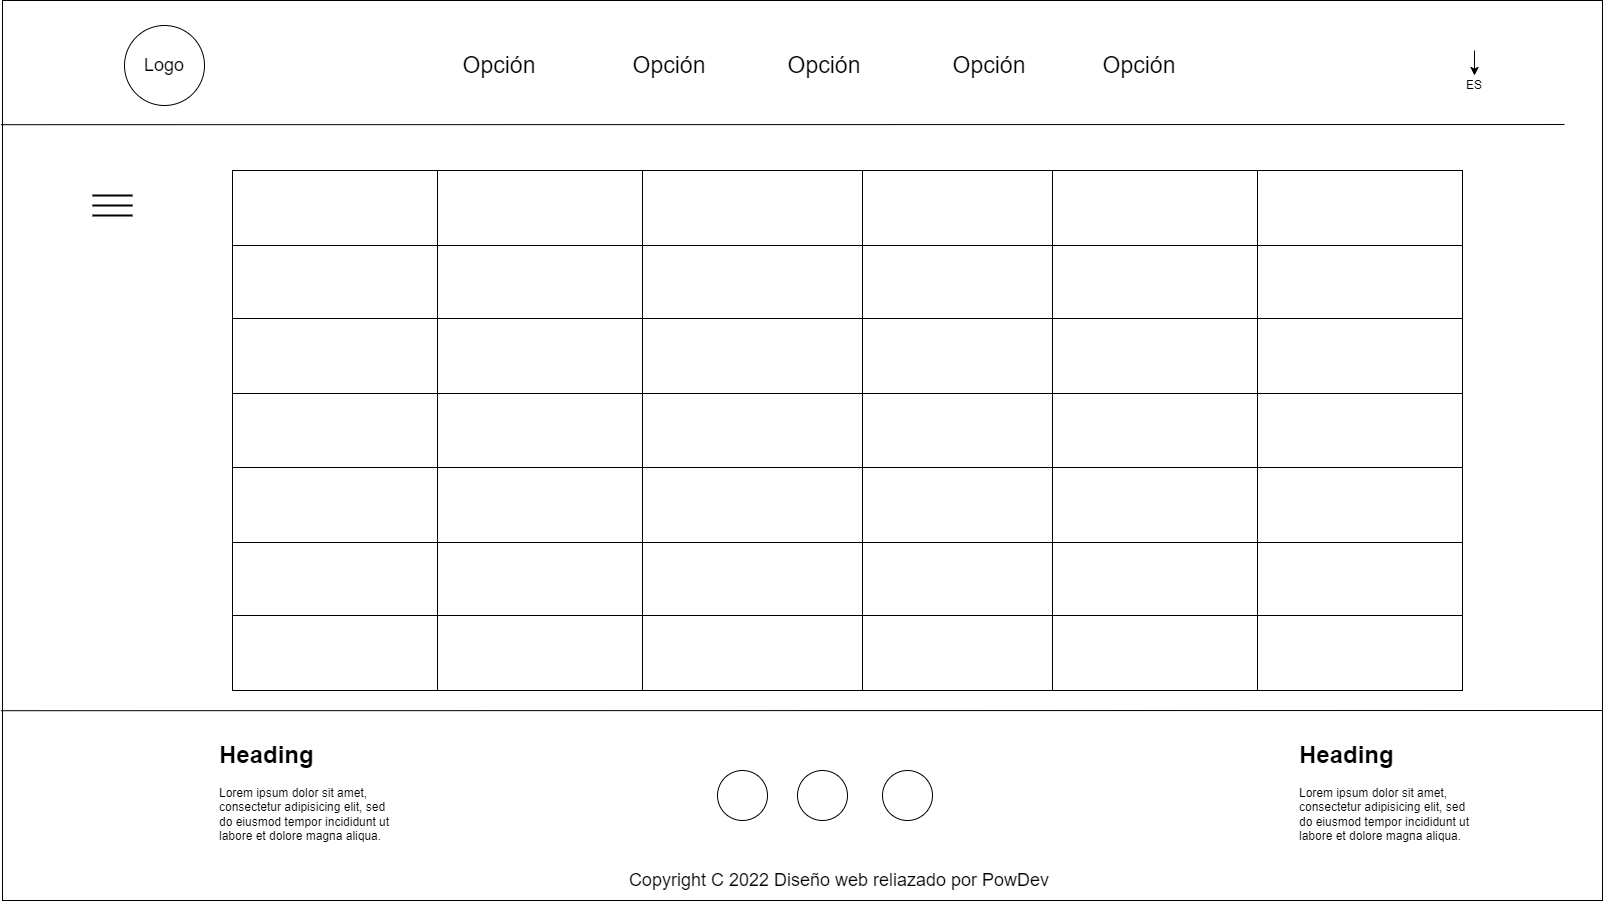 Logo
Opción
Opción
Opción
Opción
Opción
ES
Heading
Lorem ipsum dolor sit amet,
consectetur adipisicing elit, sed
do eiusmod tempor incididunt ut
labore et dolore magna aliqua.
Heading
Lorem ipsum dolor sit amet,
consectetur adipisicing elit, sed
do eiusmod tempor incididunt ut
labore et dolore magna aliqua.
Copyright C 2022 Diseño web reliazado por PowDev